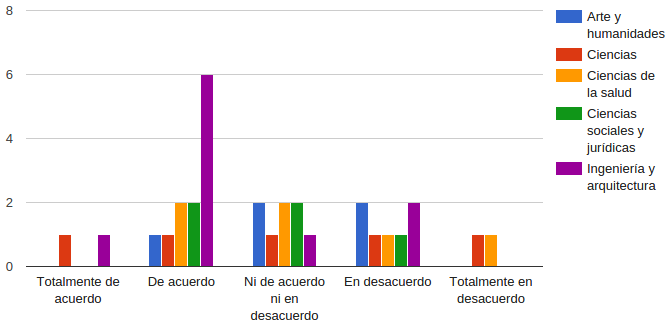 8
6
4
2
0
Totalmente de
acuerdo
De acuerdo
Ni de acuerdo
ni en
desacuerdo
En desacuerdo
Totalmente en
desacuerdo
Arte y
humanidades
Ciencias
Ciencias de
la salud
Ciencias
sociales y
jurídicas
Ingeniería y
arquitectura